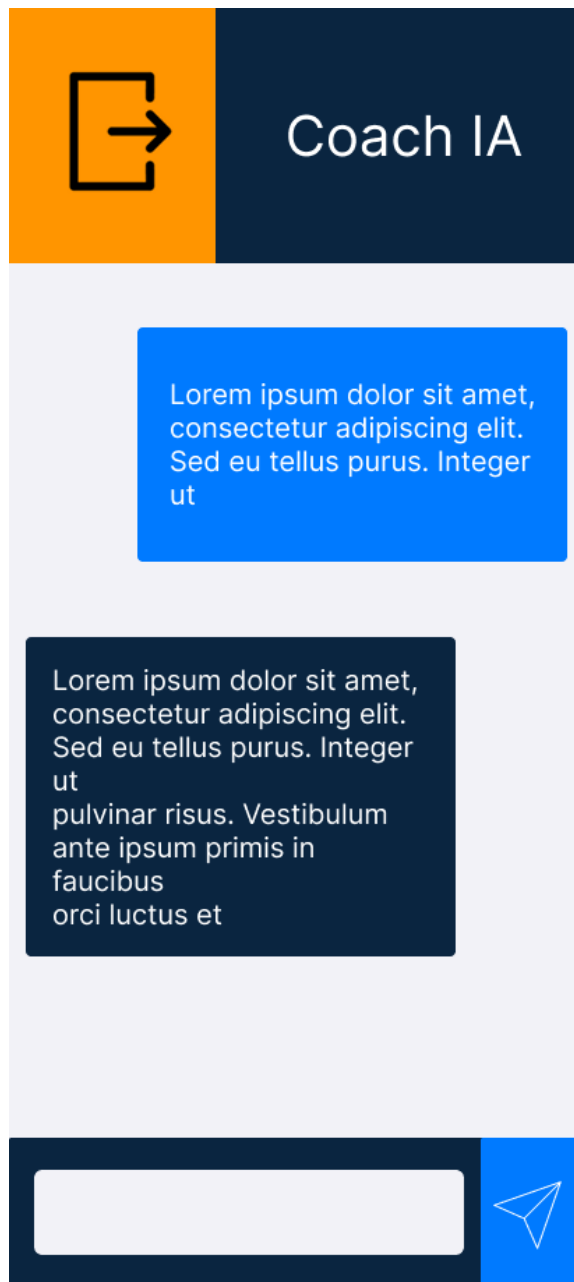 Coach IA
Lorem ipsum dolor sit amet,
consectetur adipiscing elit.
Sed eu tellus purus. Integer
ut
Lorem ipsum dolor sit amet,
consectetur adipiscing elit.
Sed eu tellus purus. Integer
ut
pulvinar risus. Vestibulum
ante ipsum primis in
faucibus
orci luctus et